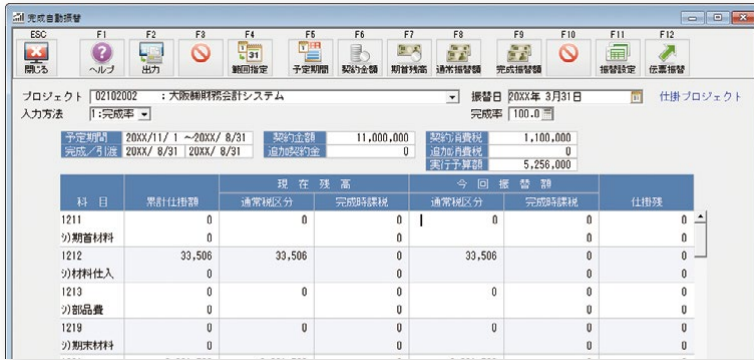 完成自動振替
ESC F1 F2 F3 F4 F5 F6 F7 F8 F9 F10 F11 F12
閉じる ヘルプ 出力 範囲指定 予定期間 契約金額 期首残高 通常振替額 完成振替額 振替設定 伝票振替
プロジェクト 02102002 :大阪㈱財務会計システム 振替日 20XX年 3月31日 仕掛プロジェクト
入力方法 1:完成率 完成率 100.0
予定期間 20XX/11/ 1 ～20XX/ 8/31 契約金額 11,000,000 契約消費税 1,100,000
完成／引渡 20XX/ 8/31 20XX/ 8/31 追加契約金 0 追加消費税 0
実行予算額 5,256,000
現 在 残 高 今 回 振 替 額
科 目 累計仕掛額 通常税区分 完成時課税 通常税区分 完成時課税 仕掛残
1211 0 0 0 0 0 0
ｼ)期首材料 0 0 0 0
1212 33,506 33,506 0 33,506 0 0
ｼ)材料仕入 0 0 0 0
1213 0 0 0 0 0 0
ｼ)部品費 0 0 0 0
1219 0 0 0 0 0 0
ｼ)期末材料 0 0 0 0